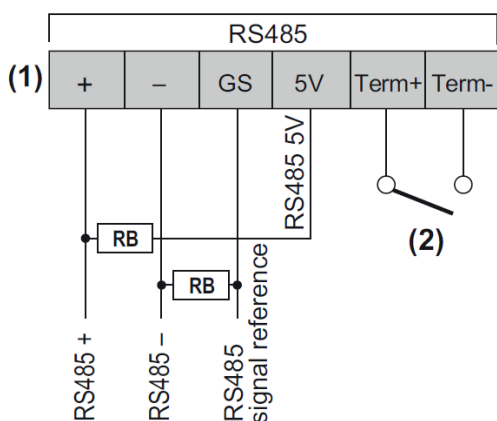 RS485
(1)
+ – GS 5V Term+ Term-
RS485 5V
RB
(2)
RB
RS485 +
RS485 –
RS485
signal reference